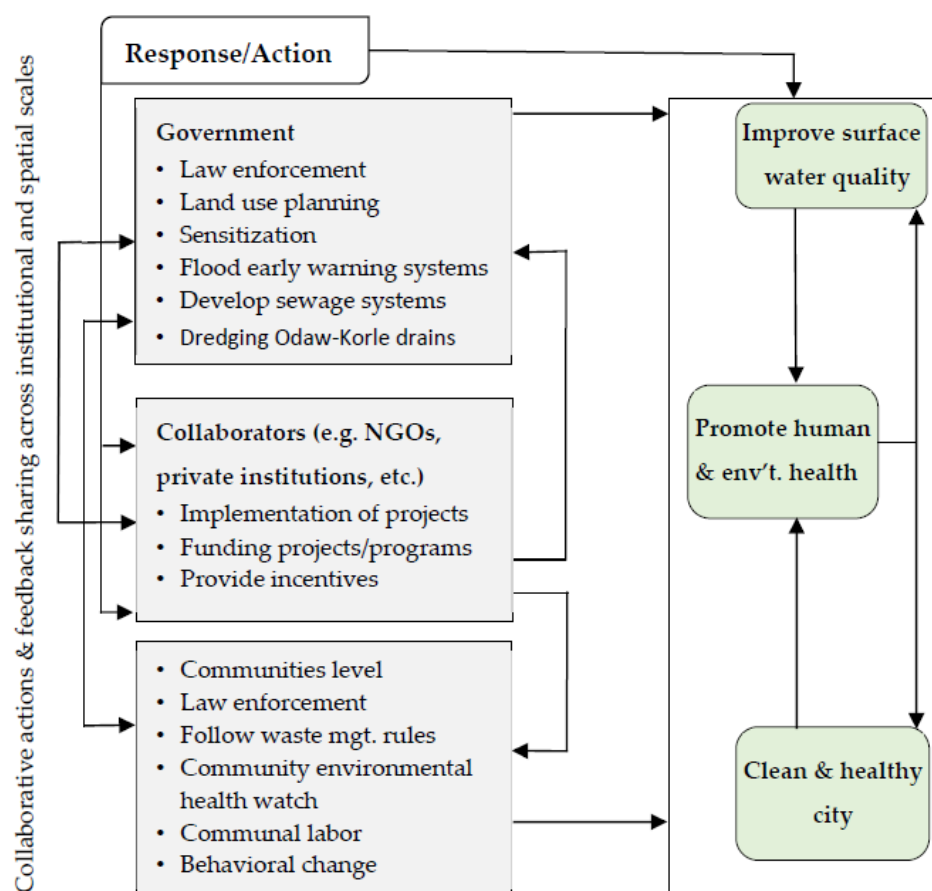 Collaborative actions & feedback sharing across institutional and spatial scales
Response/Action
Government
• Law enforcement
• Land use planning
• Sensitization
• Flood early warning systems
• Develop sewage systems
• Dredging Odaw-Korle drains
Collaborators (e.g. NGOs,
private institutions, etc.)
• Implementation of projects
• Funding projects/programs
• Provide incentives
• Communities level
• Law enforcement
• Follow waste mgt. rules
• Community environmental
health watch
• Communal labor
• Behavioral change
Improve surface
water quality
Promote human
& env’t. health
Clean & healthy
city